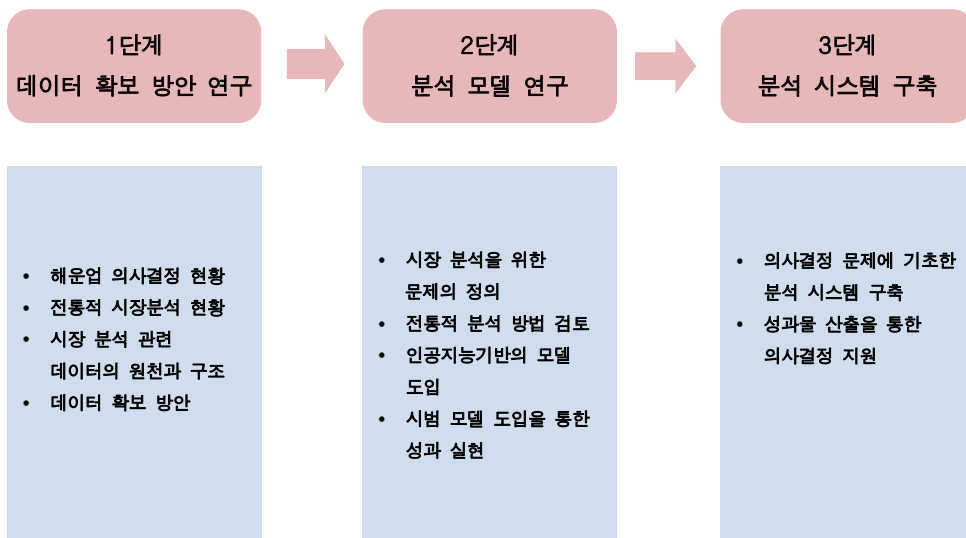 1단계
데이터 확보 방안 연구
2단계
분석 모델 연구
3단계
분석 시스템 구축
• 해운업 의사결정 현황
• 전통적 시장분석 현황
• 시장 분석 관련
데이터의 원천과 구조
• 데이터 확보 방안
• 시장 분석을 위한
문제의 정의
• 전통적 분석 방법 검토
• 인공지능기반의 모델
도입
• 시범 모델 도입을 통한
성과 실현
• 의사결정 문제에 기초한
분석 시스템 구축
• 성과물 산출을 통한
의사결정 지원